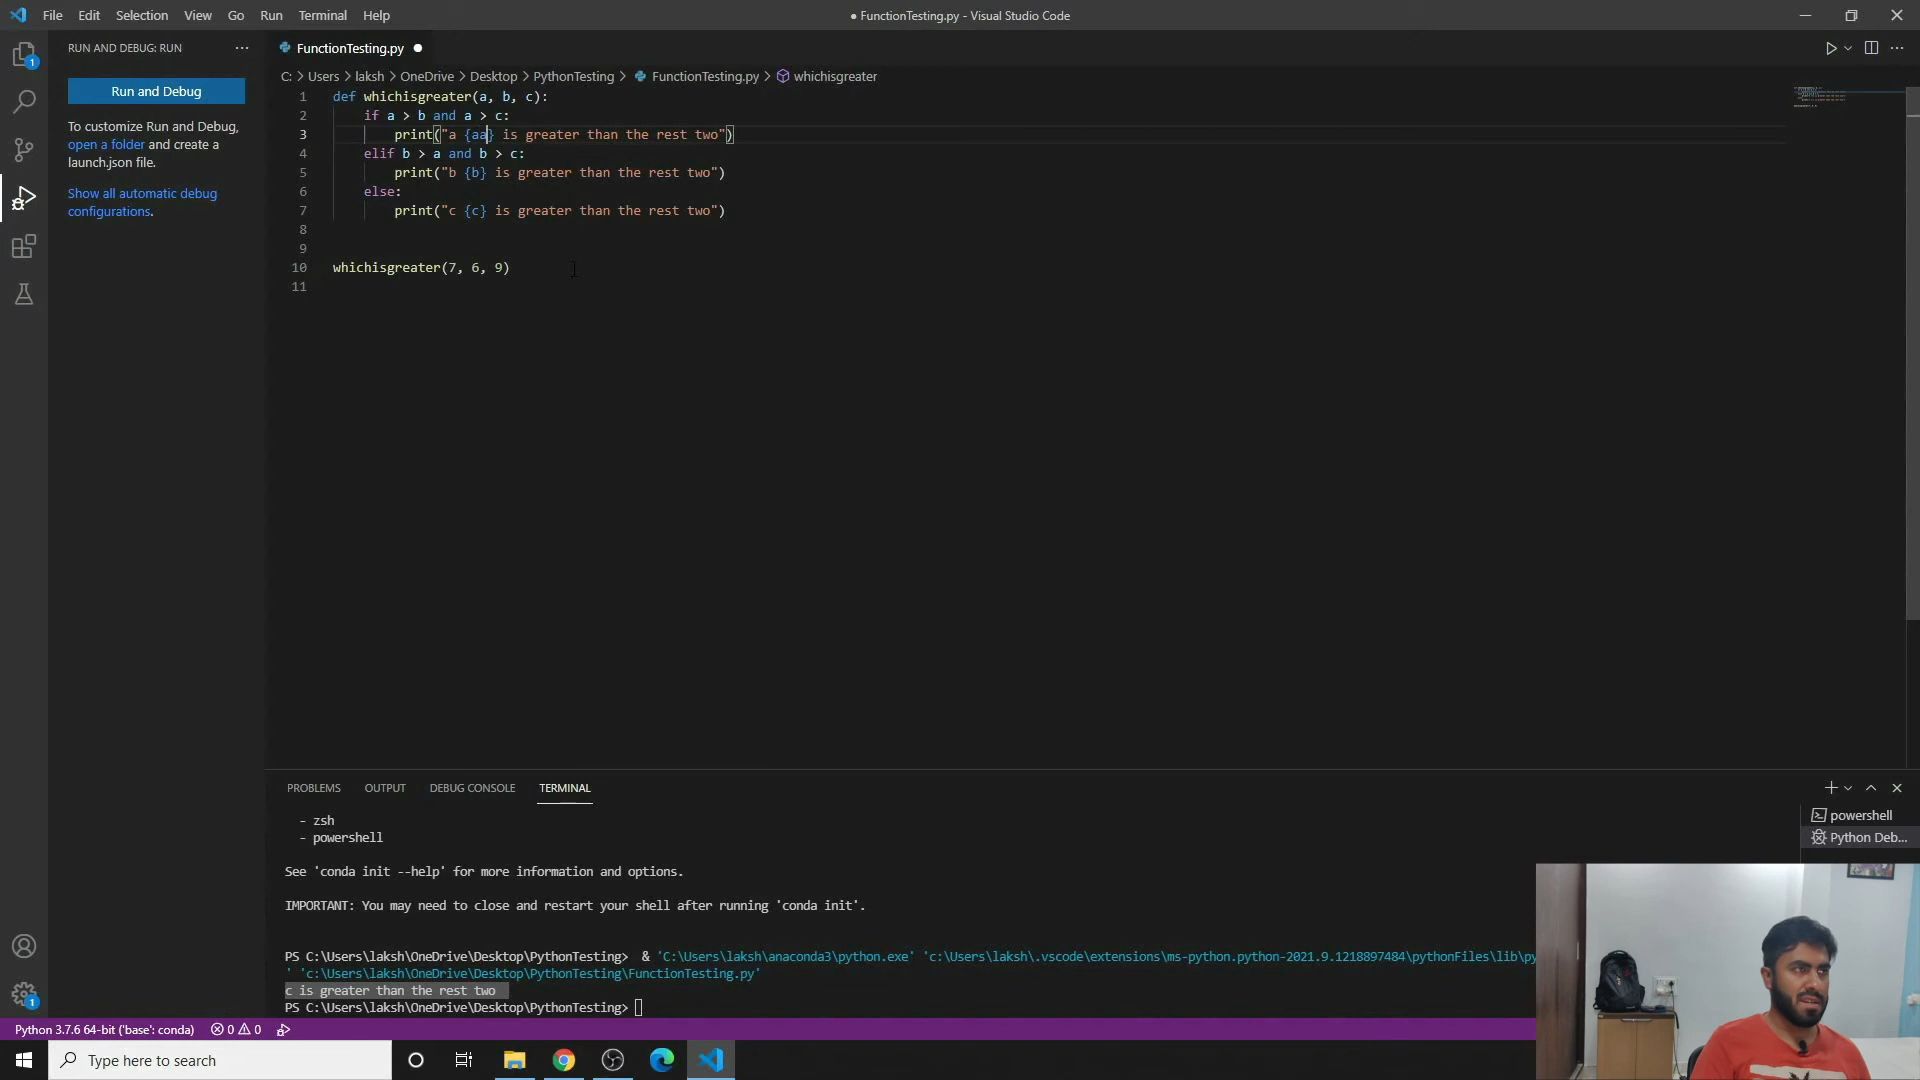 File Edit Selection View Go Run Terminal Help
● FunctionTesting.py - Visual Studio Code
RUN AND DEBUG: RUN
Run and Debug
To customize Run and Debug,
open a folder and create a
launch.json file.
Show all automatic debug
configurations.
FunctionTesting.py
C: > Users > laksh > OneDrive > Desktop > PythonTesting > FunctionTesting.py > whichisgreater
1 def whichisgreater(a, b, c):
2 if a > b and a > c:
3 print("a {aa} is greater than the rest two")
4 elif b > a and b > c:
5 print("b {b} is greater than the rest two")
6 else:
7 print("c {c} is greater than the rest two")
8
9
10 whichisgreater(7, 6, 9)
11
PROBLEMS OUTPUT DEBUG CONSOLE TERMINAL
- zsh
- powershell
See 'conda init --help' for more information and options.
IMPORTANT: You may need to close and restart your shell after running 'conda init'.
PS C:\Users\laksh\OneDrive\Desktop\PythonTesting> & 'C:\Users\laksh\anaconda3\python.exe' 'c:\Users\laksh\.vscode\extensions\ms-python.python-2021.9.1218897484\pythonFiles\lib\py
' 'c:\Users\laksh\OneDrive\Desktop\PythonTesting\FunctionTesting.py'
c is greater than the rest two
PS C:\Users\laksh\OneDrive\Desktop\PythonTesting>
powershell
Python Deb...
1
1
Python 3.7.6 64-bit ('base': conda) 0 0
Type here to search